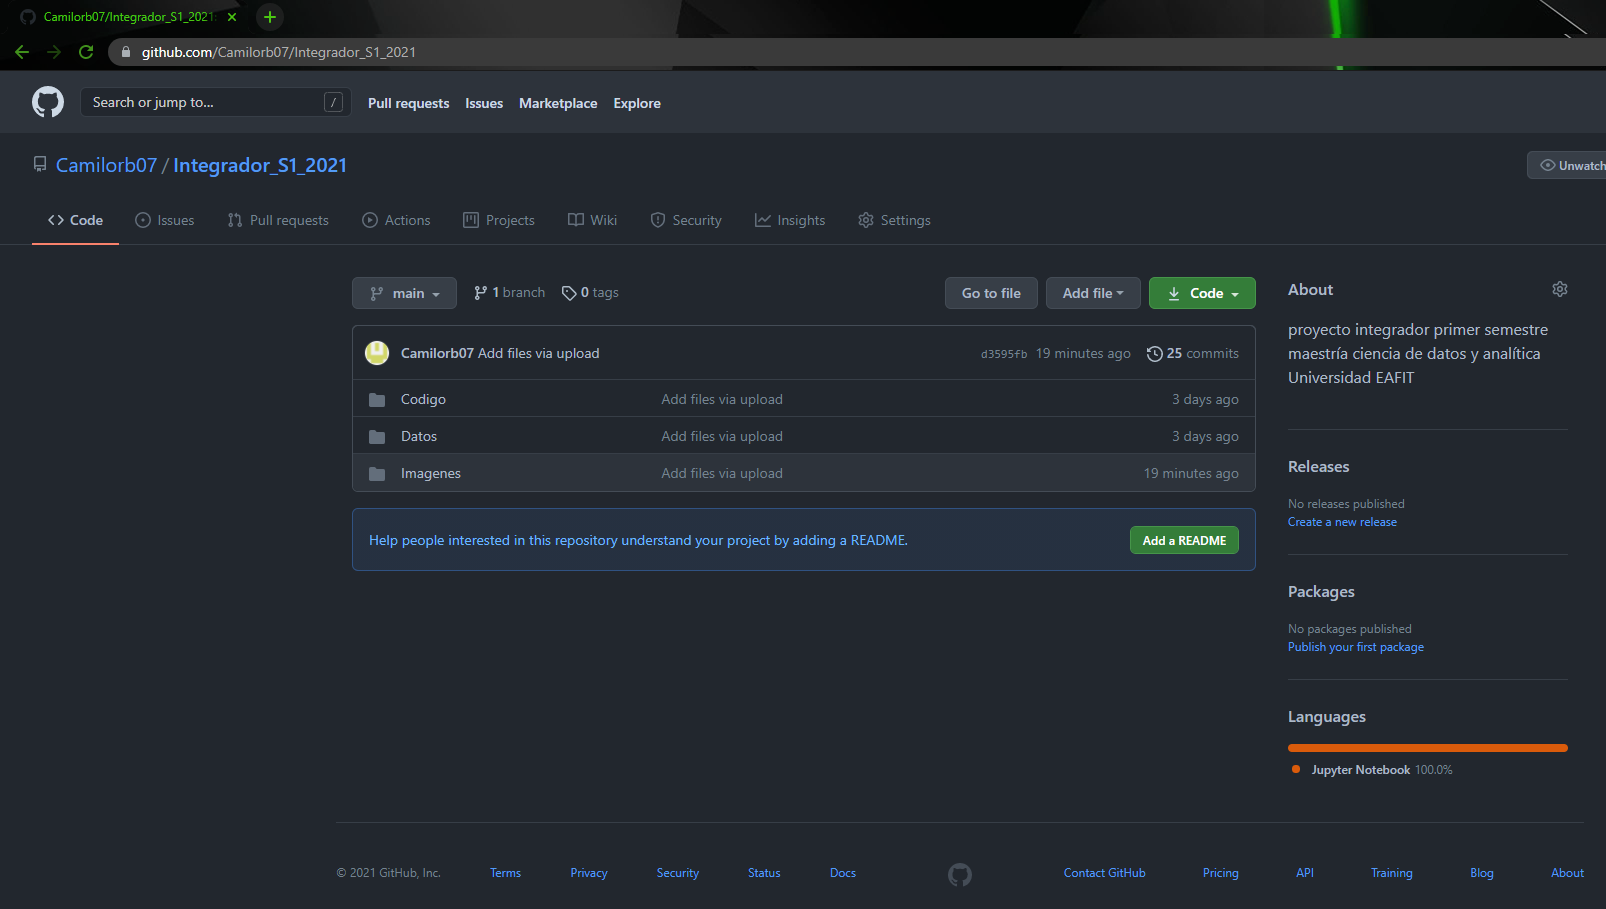 Camilorb07/Integrador_S1_2021:
github.com/Camilorb07/Integrador_S1_2021
Search or jump to... /
Pull requests Issues Marketplace Explore
Camilorb07 / Integrador_S1_2021
Unwatch
Code Issues Pull requests Actions Projects Wiki Security Insights Settings
main 1 branch 0 tags
Go to file Add file Code
Camilorb07 Add files via upload d3595fb 19 minutes ago 25 commits
Codigo Add files via upload 3 days ago
Datos Add files via upload 3 days ago
Imagenes Add files via upload 19 minutes ago
Help people interested in this repository understand your project by adding a README.
Add a README
About
proyecto integrador primer semestre
maestría ciencia de datos y analítica
Universidad EAFIT
Releases
No releases published
Create a new release
Packages
No packages published
Publish your first package
Languages
Jupyter Notebook 100.0%
© 2021 GitHub, Inc. Terms Privacy Security Status Docs Contact GitHub Pricing API Training Blog About